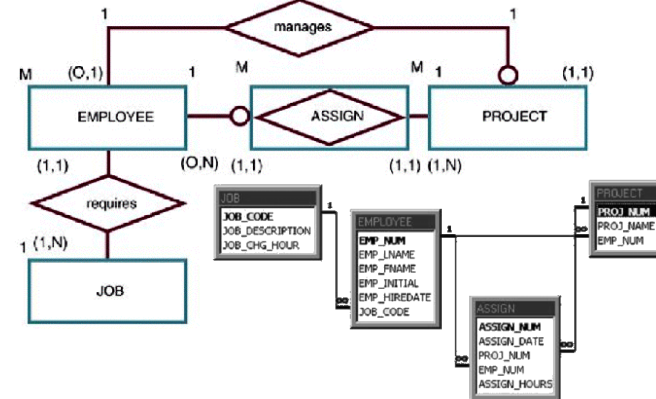 1
manages
1
M
(O,1)
1
M
M
1
(1,1)
EMPLOYEE
ASSIGN
PROJECT
(1,1)
(O,N)
(1,1)
(1,1)
(1,N)
requires
1
(1,N)
JOB
JOB
JOB_CODE
JOB_DESCRIPTION
JOB_CHG_HOUR
1
∞
EMPLOYEE
EMP_NUM
EMP_LNAME
EMP_FNAME
EMP_INITIAL
EMP_HIREDATE
JOB_CODE
1
∞
ASSIGN
ASSIGN_NUM
ASSIGN_DATE
PROJ_NUM
EMP_NUM
ASSIGN_HOURS
∞
1
∞
PROJECT
PROJ_NUM
PROJ_NAME
EMP_NUM